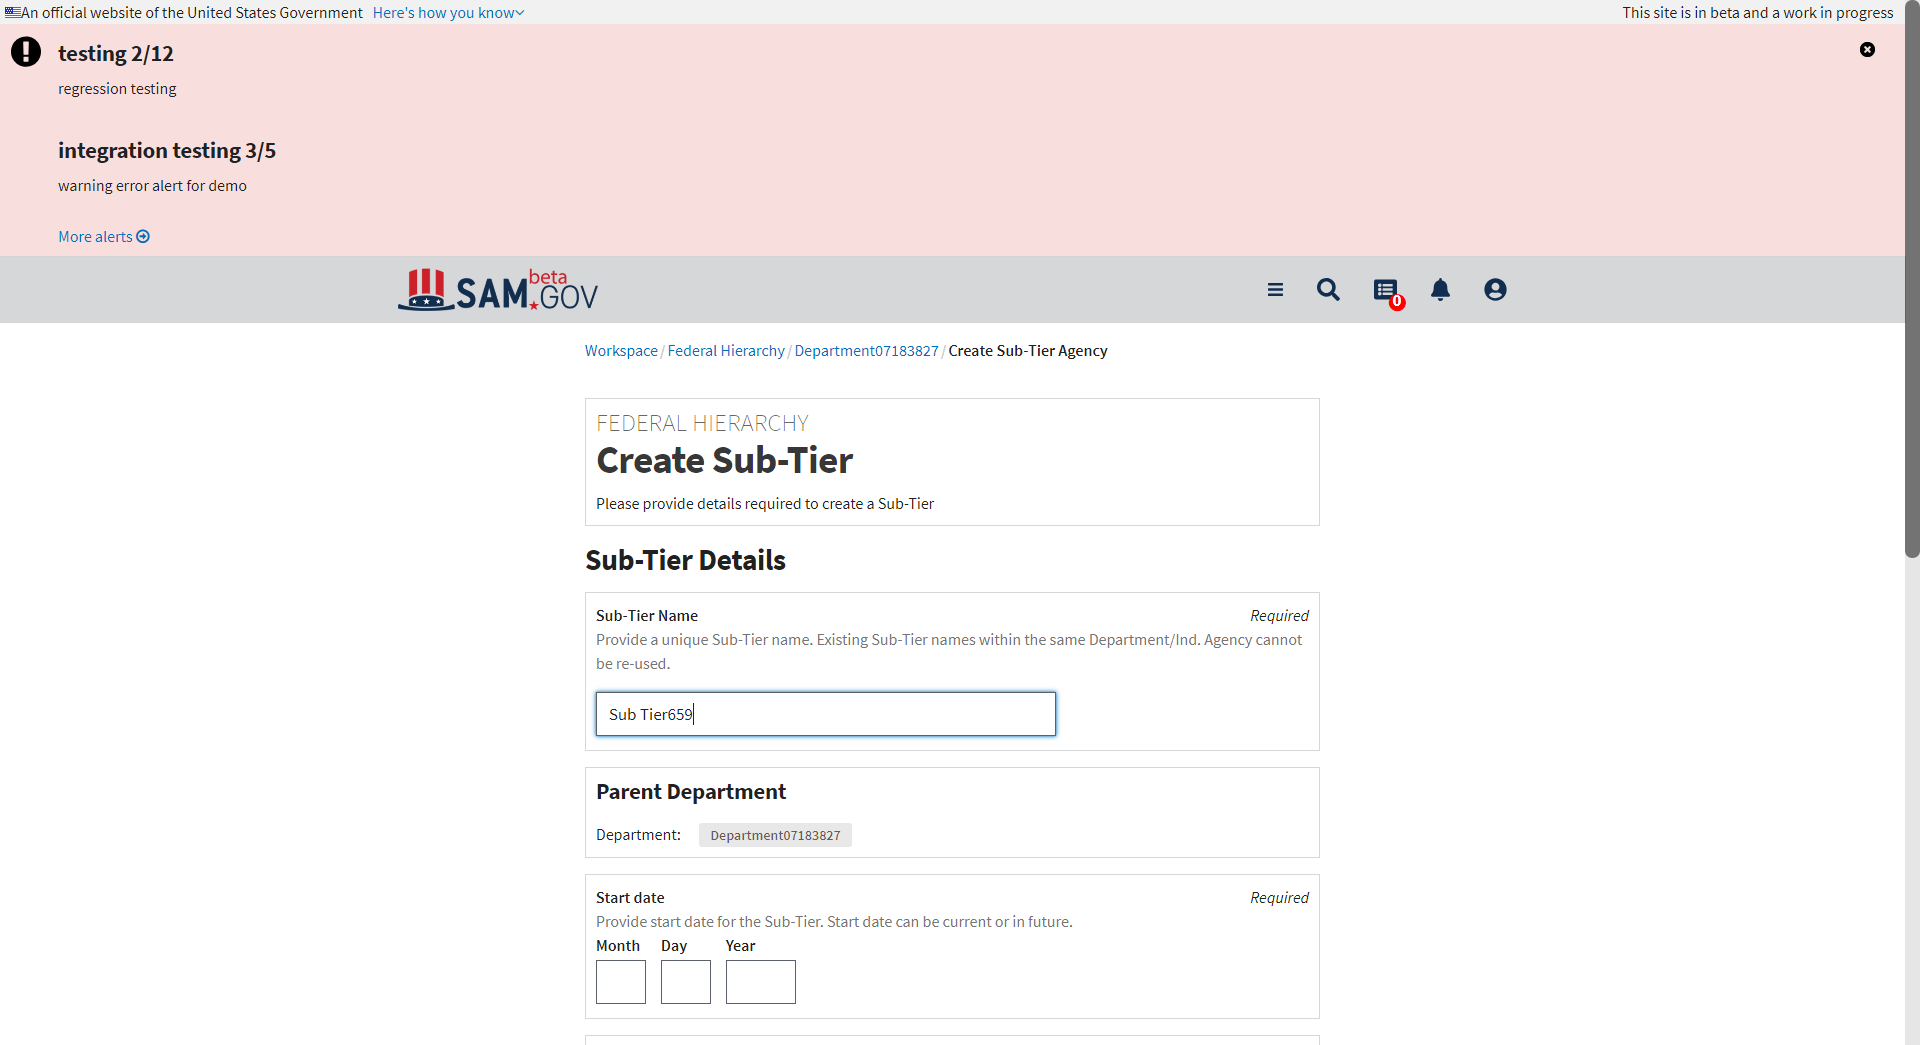 An official website of the United States Government Here's how you know
This site is in beta and a work in progress
testing 2/12
regression testing
integration testing 3/5
warning error alert for demo
More alerts
SAM.GOV beta
0
Workspace / Federal Hierarchy / Department07183827 / Create Sub-Tier Agency
FEDERAL HIERARCHY
Create Sub-Tier
Please provide details required to create a Sub-Tier
Sub-Tier Details
Sub-Tier Name Required
Provide a unique Sub-Tier name. Existing Sub-Tier names within the same Department/Ind. Agency cannot
be re-used.
Sub Tier659
Parent Department
Department: Department07183827
Start date Required
Provide start date for the Sub-Tier. Start date can be current or in future.
Month Day Year